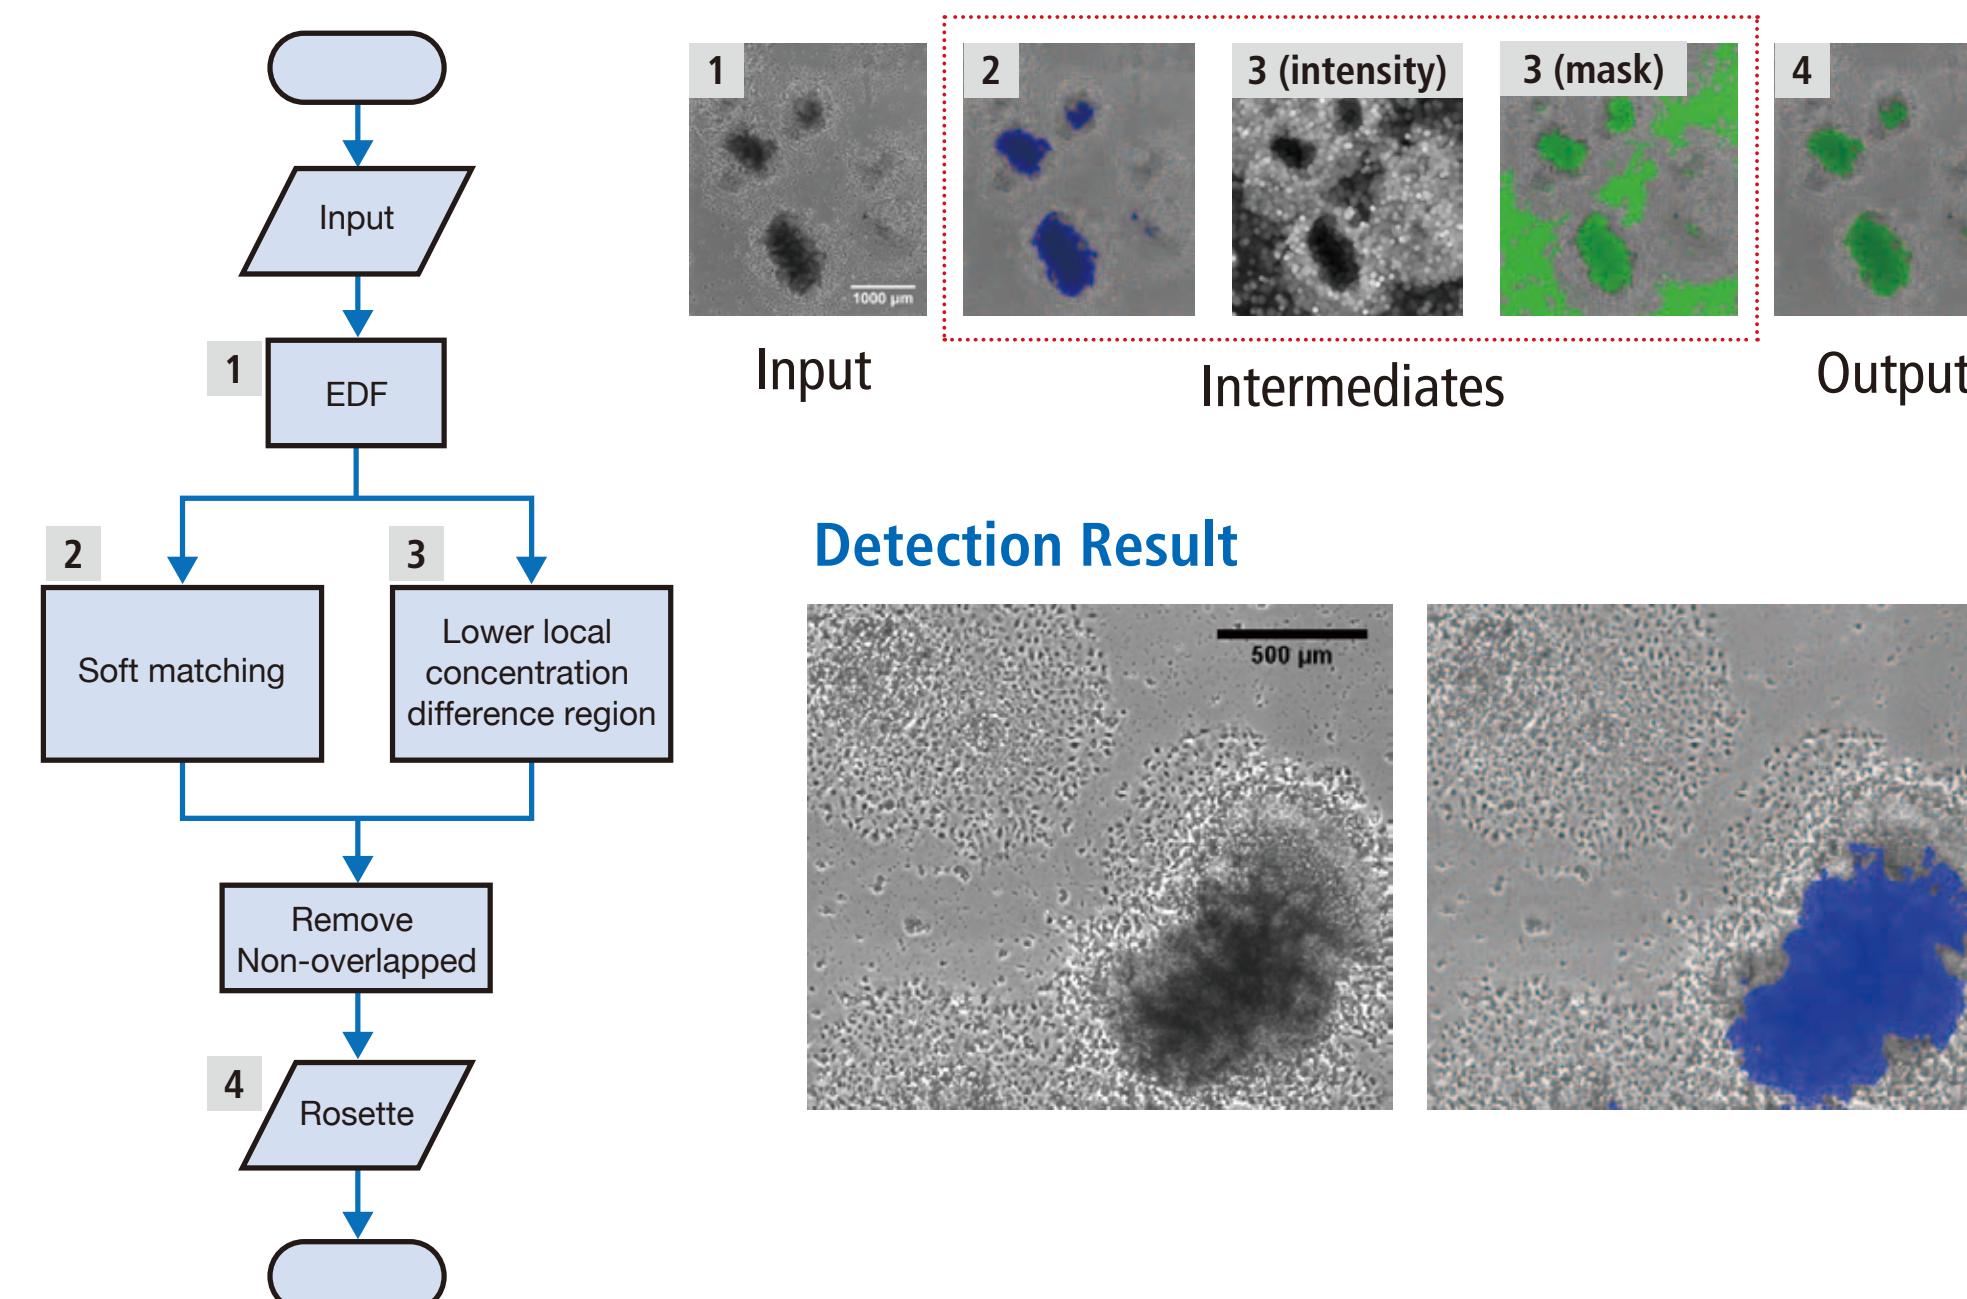 Input
1
EDF
2
3
Soft matching
Lower local
concentration
difference region
Remove
Non-overlapped
4
Rosette
1
2
3 (intensity)
3 (mask)
4
1000 µm
Input
Intermediates
Output
Detection Result
500 µm